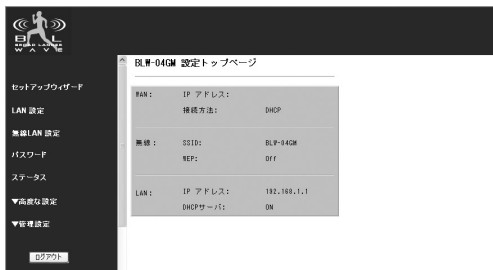 BROAD LANNER
WAVE
セットアップウィザード
LAN 設定
無線LAN 設定
パスワード
ステータス
▼高度な設定
▼管理設定
ログアウト
BLW-04GM 設定トップページ
WAN: IP アドレス:
接続方法: DHCP
無線: SSID: BLW-04GM
WEP: Off
LAN: IP アドレス: 192.168.1.1
DHCPサーバ: ON